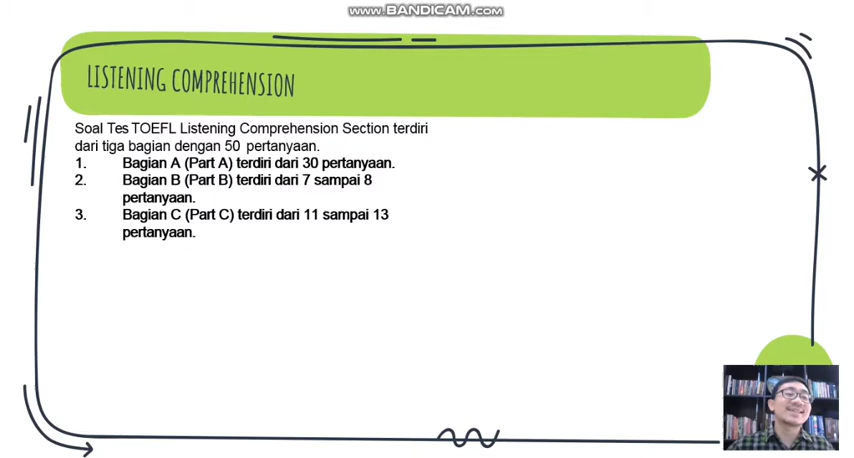 www.BANDICAM.com
LISTENING COMPREHENSION
Soal Tes TOEFL Listening Comprehension Section terdiri
dari tiga bagian dengan 50 pertanyaan.
1. Bagian A (Part A) terdiri dari 30 pertanyaan.
2. Bagian B (Part B) terdiri dari 7 sampai 8
pertanyaan.
3. Bagian C (Part C) terdiri dari 11 sampai 13
pertanyaan.